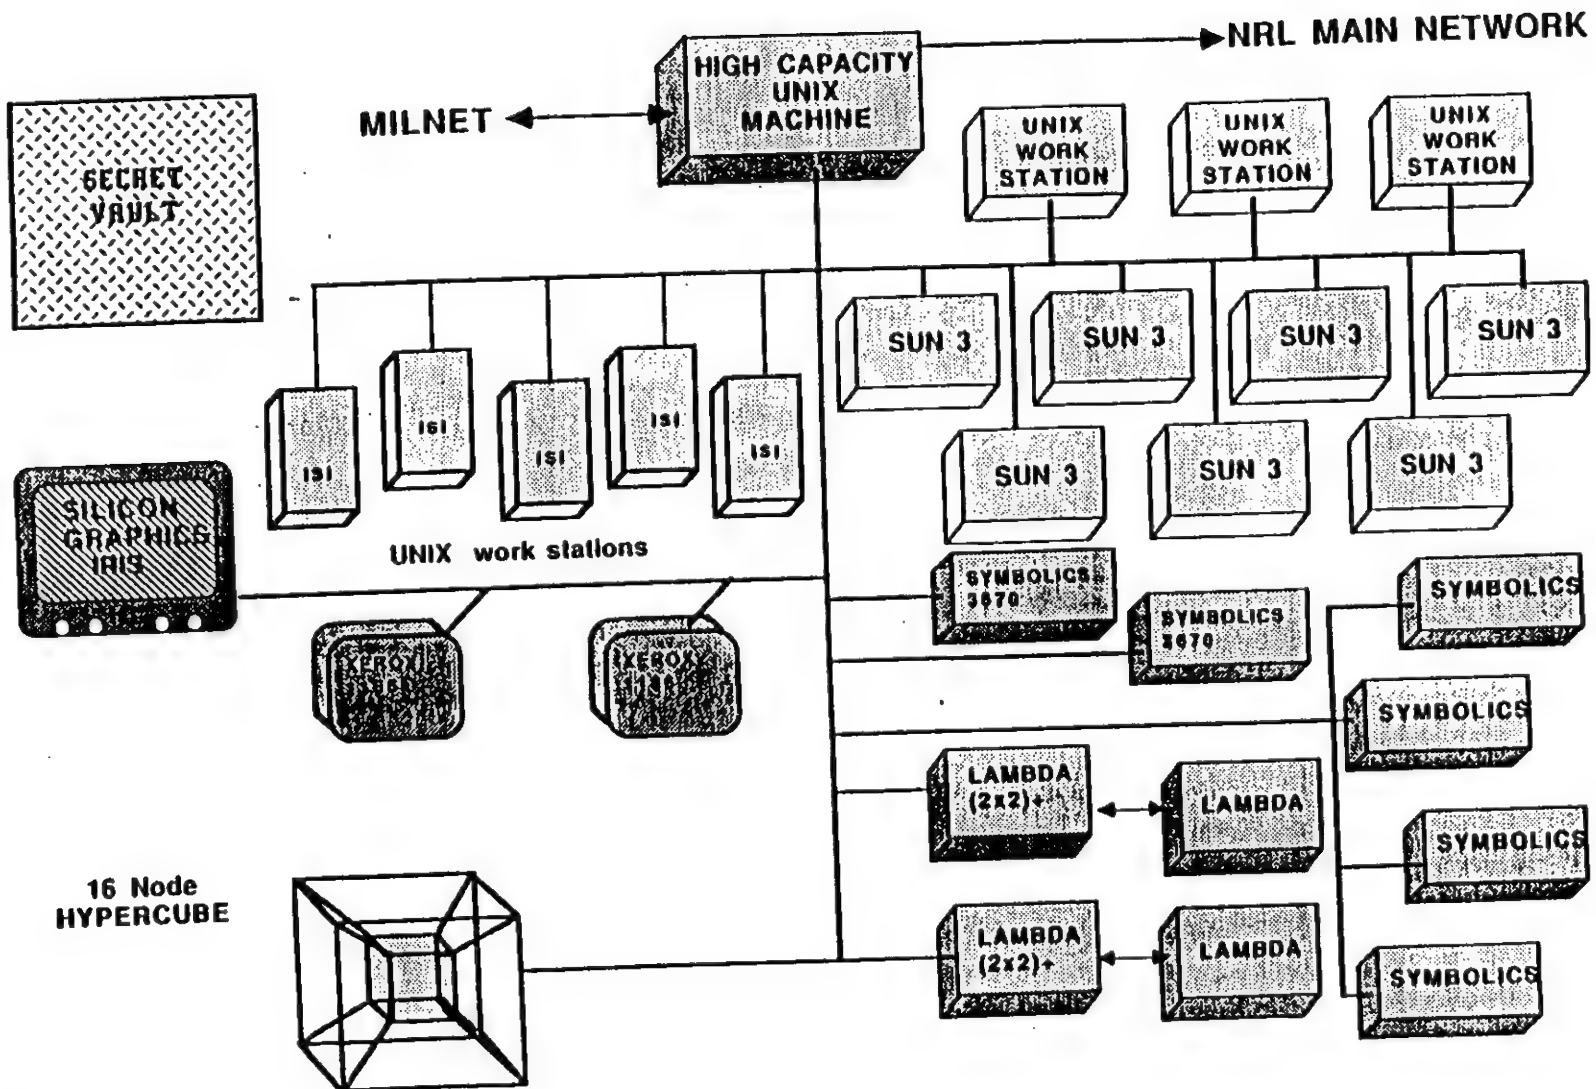 NRL MAIN NETWORK
HIGH CAPACITY
UNIX
MACHINE
MILNET
UNIX
WORK
STATION
UNIX
WORK
STATION
UNIX
WORK
STATION
SECRET
VAULT
SUN 3
SUN 3
SUN 3
SUN 3
ISI
ISI
ISI
ISI
ISI
SUN 3
SUN 3
SUN 3
SILICON
GRAPHICS
IRIS
UNIX work stations
SYMBOLICS
3670
SYMBOLICS
3670
SYMBOLICS
XEROX
XEROX
SYMBOLICS
LAMBDA
(2x2)+
LAMBDA
SYMBOLICS
16 Node
HYPERCUBE
LAMBDA
(2x2)+
LAMBDA
SYMBOLICS